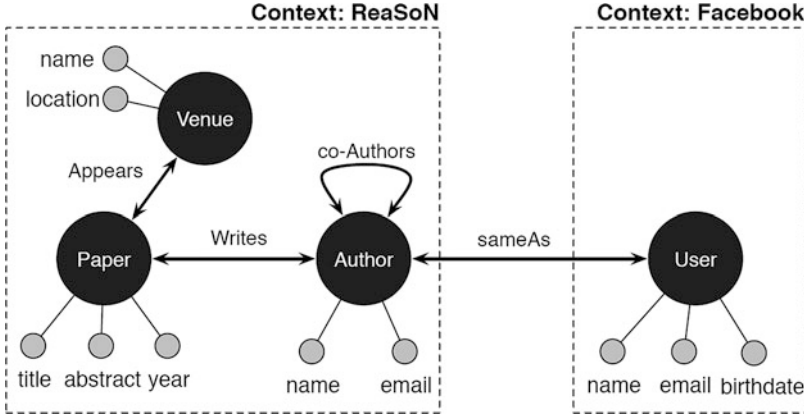 Context: ReaSoN
Context: Facebook
name
location
Venue
Appears
co-Authors
Paper
Writes
Author
sameAs
User
title abstract year
name email
name email birthdate